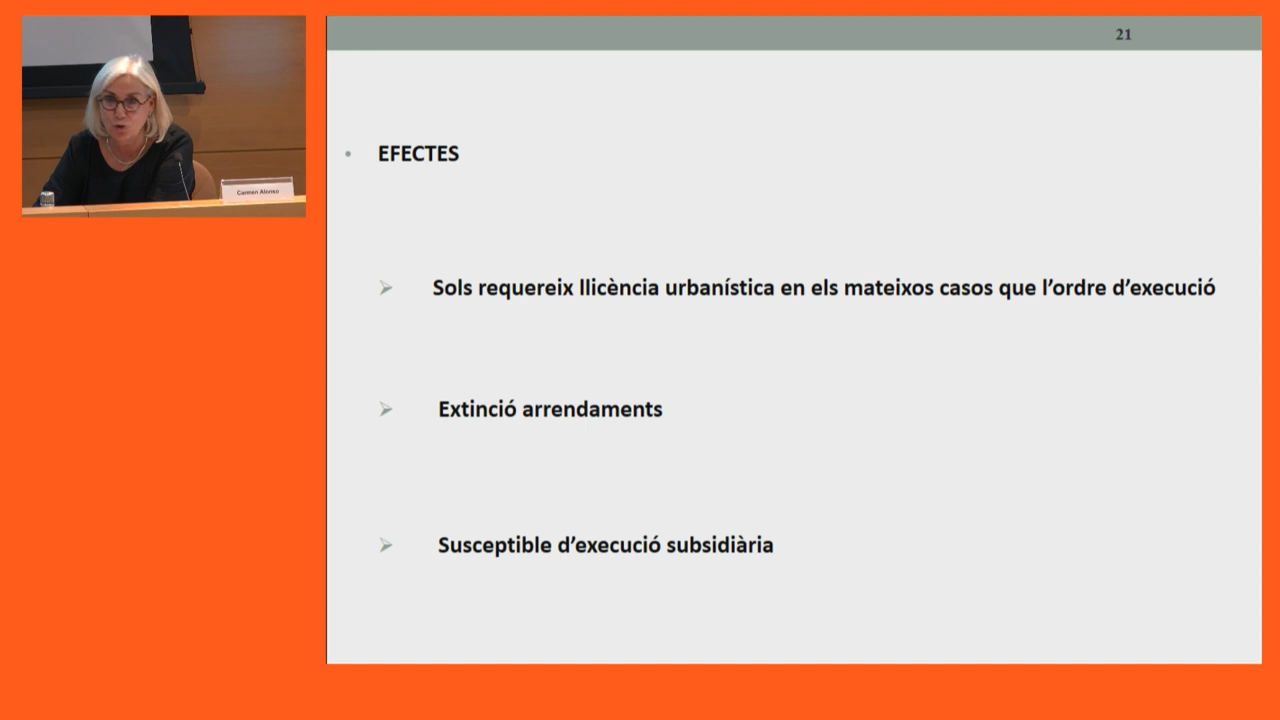 Carmen Alonso
21
• EFECTES
➢ Sols requereix llicència urbanística en els mateixos casos que l’ordre d’execució
➢ Extinció arrendaments
➢ Susceptible d’execució subsidiària